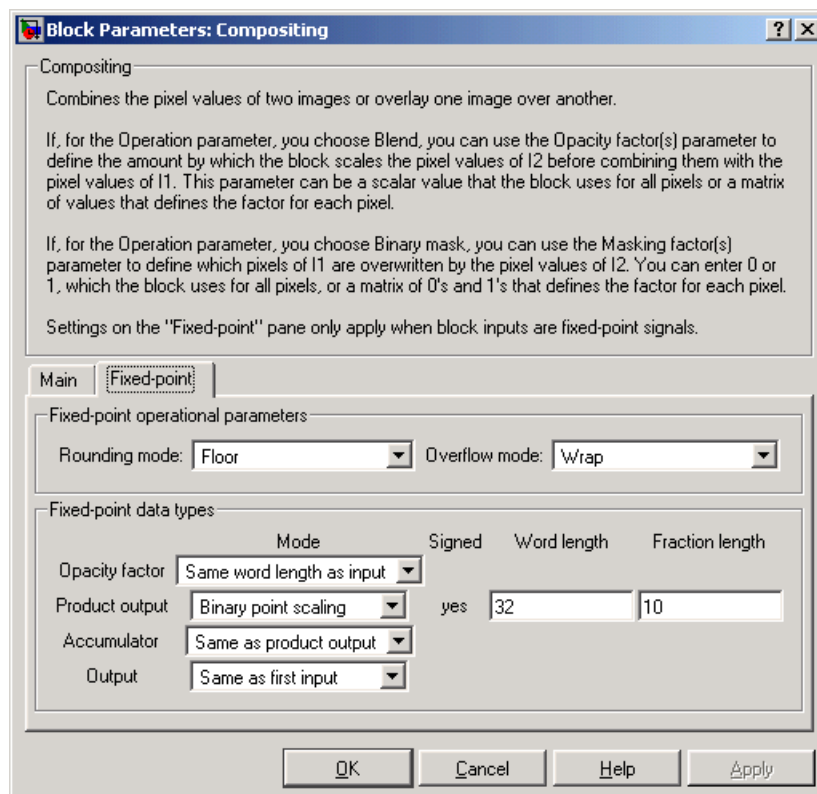 Block Parameters: Compositing
Compositing
Combines the pixel values of two images or overlay one image over another.
If, for the Operation parameter, you choose Blend, you can use the Opacity factor(s) parameter to
define the amount by which the block scales the pixel values of I2 before combining them with the
pixel values of I1. This parameter can be a scalar value that the block uses for all pixels or a matrix
of values that defines the factor for each pixel.
If, for the Operation parameter, you choose Binary mask, you can use the Masking factor(s)
parameter to define which pixels of I1 are overwritten by the pixel values of I2. You can enter 0 or
1, which the block uses for all pixels, or a matrix of 0's and 1's that defines the factor for each pixel.
Settings on the "Fixed-point" pane only apply when block inputs are fixed-point signals.
Main Fixed-point
Fixed-point operational parameters
Rounding mode: Floor Overflow mode: Wrap
Fixed-point data types
Mode Signed Word length Fraction length
Opacity factor Same word length as input
Product output Binary point scaling yes 32 10
Accumulator Same as product output
Output Same as first input
OK Cancel Help Apply